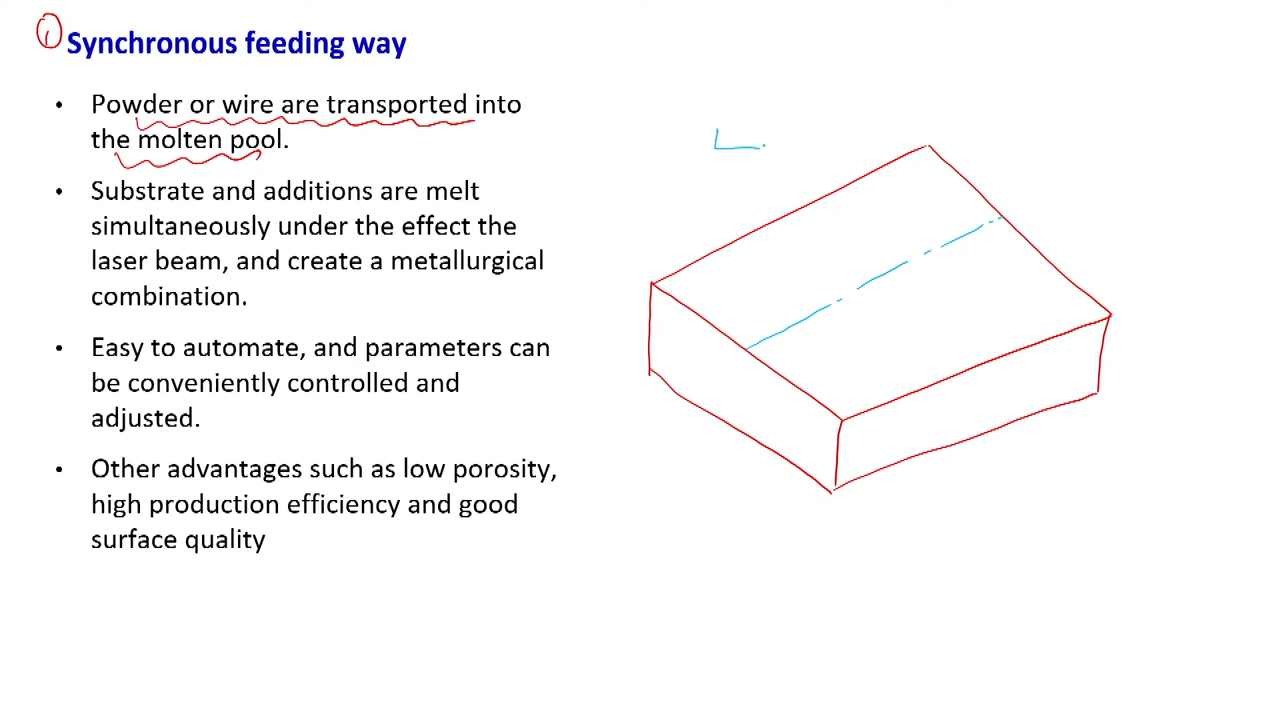 Synchronous feeding way
• Powder or wire are transported into
the molten pool.
• Substrate and additions are melt
simultaneously under the effect the
laser beam, and create a metallurgical
combination.
• Easy to automate, and parameters can
be conveniently controlled and
adjusted.
• Other advantages such as low porosity,
high production efficiency and good
surface quality